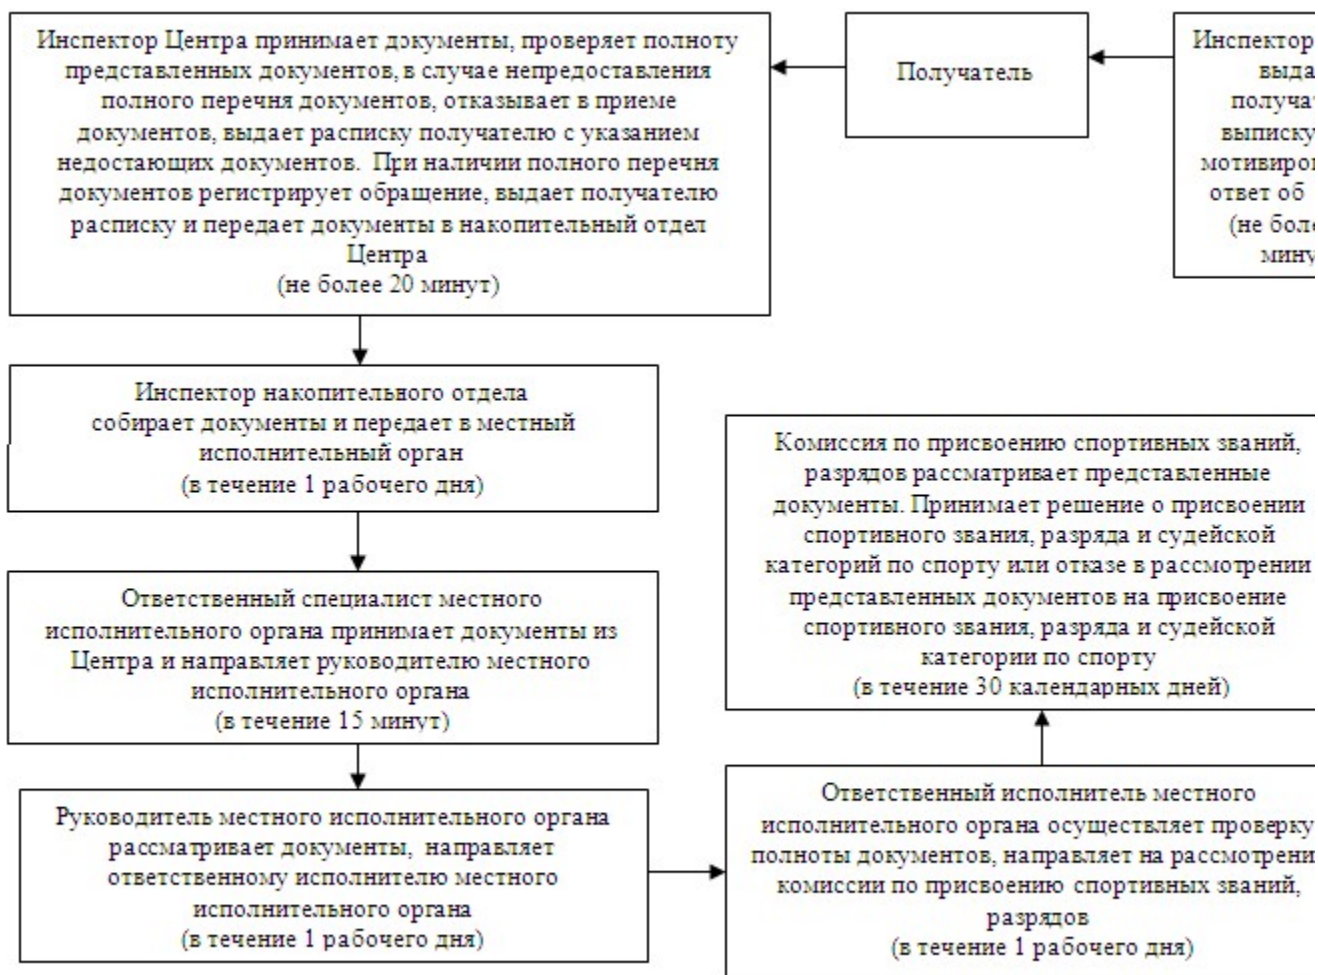 Инспектор Центра принимает документы, проверяет полноту
представленных документов, в случае непредоставления
полного перечня документов, отказывает в приеме
документов, выдает расписку получателю с указанием
недостающих документов. При наличии полного перечня
документов регистрирует обращение, выдает получателю
расписку и передает документы в накопительный отдел
Центра
(не более 20 минут)
Получатель
Инспектор
выда
получа
выписку
мотивиро
ответ об
(не бол
мину
Инспектор накопительного отдела
собирает документы и передает в местный
исполнительный орган
(в течение 1 рабочего дня)
Ответственный специалист местного
исполнительного органа принимает документы из
Центра и направляет руководителю местного
исполнительного органа
(в течение 15 минут)
Руководитель местного исполнительного органа
рассматривает документы, направляет
ответственному исполнителю местного
исполнительного органа
(в течение 1 рабочего дня)
Ответственный исполнитель местного
исполнительного органа осуществляет проверку
полноты документов, направляет на рассмотрени
комиссии по присвоению спортивных званий,
разрядов
(в течение 1 рабочего дня)
Комиссия по присвоению спортивных званий,
разрядов рассматривает представленные
документы. Принимает решение о присвоении
спортивного звания, разряда и судейской
категорий по спорту или отказе в рассмотрении
представленных документов на присвоение
спортивного звания, разряда и судейской
категории по спорту
(в течение 30 календарных дней)